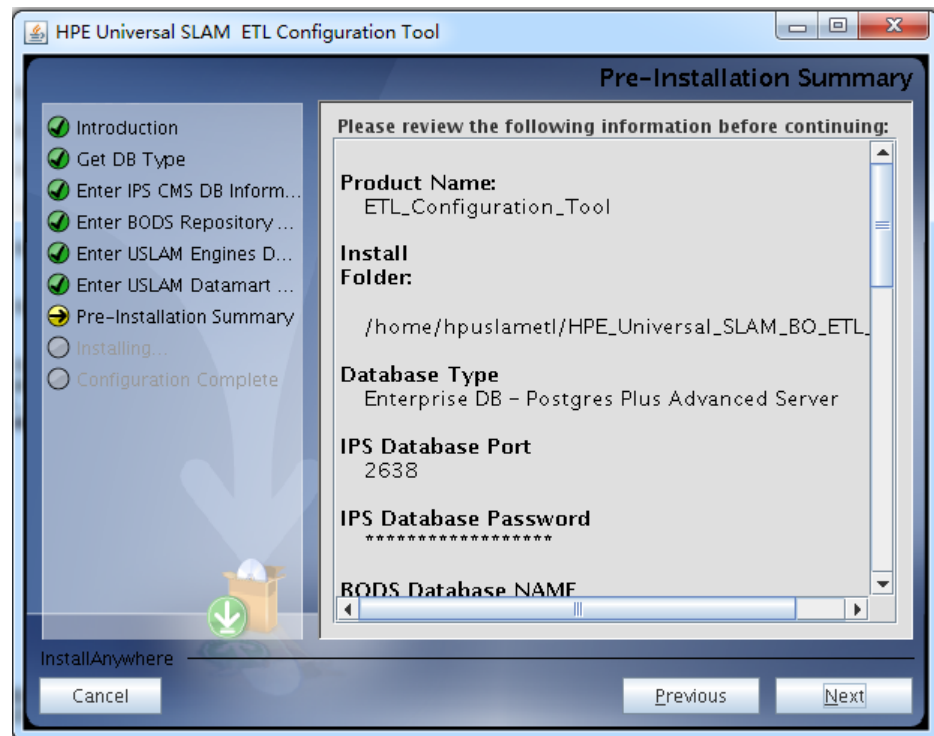 HPE Universal SLAM ETL Configuration Tool
Pre-Installation Summary
Introduction
Get DB Type
Enter IPS CMS DB Inform...
Enter BODS Repository ...
Enter USLAM Engines D...
Enter USLAM Datamart ...
Pre-Installation Summary
Installing...
Configuration Complete
Please review the following information before continuing:
Product Name:
ETL_Configuration_Tool
Install
Folder:
/home/hpuslametl/HPE_Universal_SLAM_BO_ETL_
Database Type
Enterprise DB - Postgres Plus Advanced Server
IPS Database Port
2638
IPS Database Password
******************
BODS Database NAME
InstallAnywhere
Cancel
Previous
Next